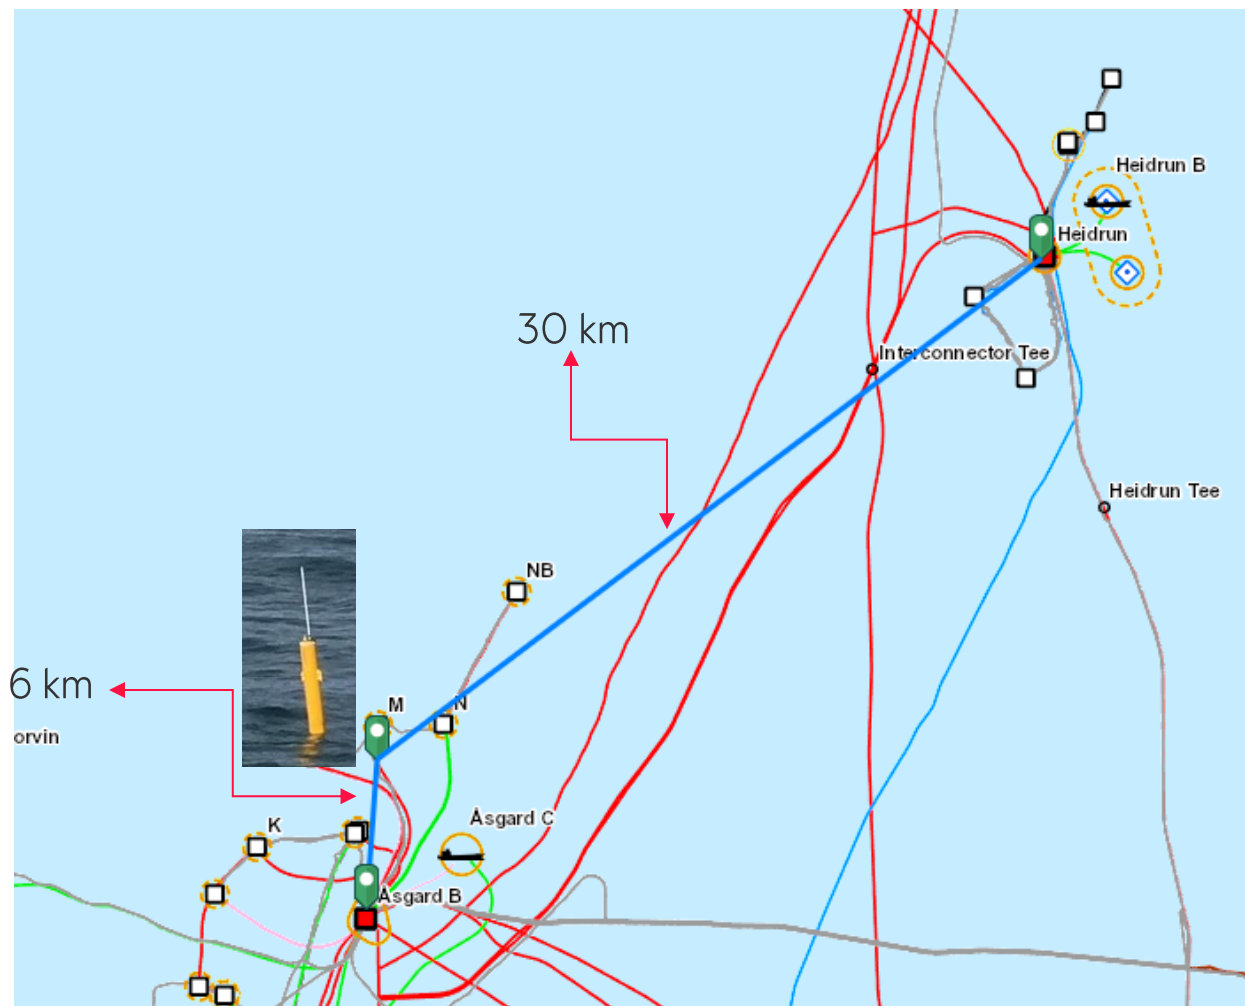 Heidrun B
Heidrun
30 km
Interconnector Tee
Heidrun Tee
NB
6 km
M
N
orvin
Åsgard C
K
Åsgard B